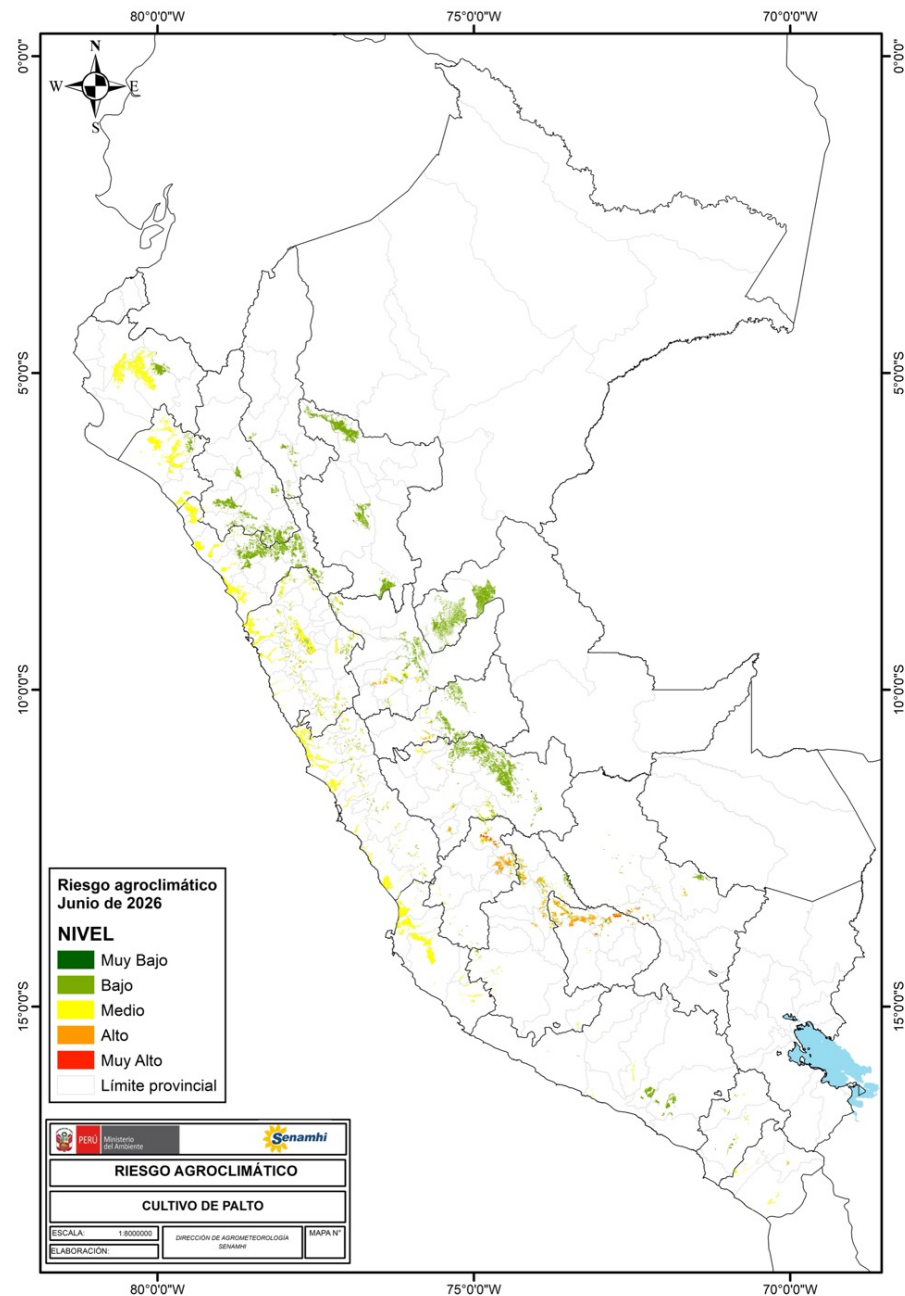 80°0'0"W
75°0'0"W
70°0'0"W
0°0'0"
0°0'0"
N
W
E
S
5°0'0"S
5°0'0"S
10°0'0"S
10°0'0"S
15°0'0"S
15°0'0"S
Riesgo agroclimático
Junio de 2026
NIVEL
Muy Bajo
Bajo
Medio
Alto
Muy Alto
Límite provincial
PERÚ
Ministerio
del Ambiente
Senamhi
RIESGO AGROCLIMÁTICO
CULTIVO DE PALTO
ESCALA: 1:8000000
DIRECCIÓN DE AGROMETEOROLOGÍA
SENAMHI
MAPA N°
ELABORACIÓN:
80°0'0"W
75°0'0"W
70°0'0"W